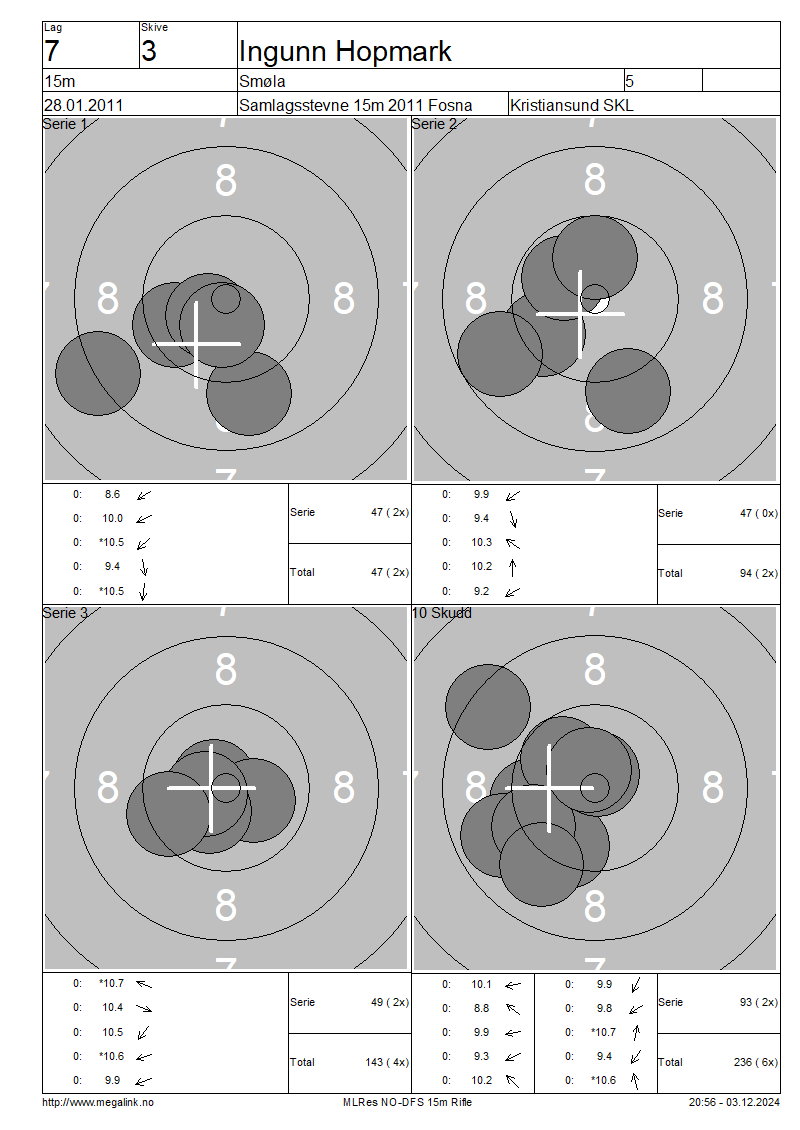 Lag
Skive
7
3
Ingunn Hopmark
15m
Smøla
5
28.01.2011
Samlagsstevne 15m 2011 Fosna
Kristiansund SKL
Serie 1
8
8
8
7
0: 8.6
0: 10.0
0: *10.5
0: 9.4
0: *10.5
Serie 47 ( 2x)
Total 47 ( 2x)
Serie 2
8
8
8
8
7
0: 9.9
0: 9.4
0: 10.3
0: 10.2
0: 9.2
Serie 47 ( 0x)
Total 94 ( 2x)
Serie 3
8
8
8
8
7
0: *10.7
0: 10.4
0: 10.5
0: *10.6
0: 9.9
Serie 49 ( 2x)
Total 143 ( 4x)
10 Skudd
8
8
8
8
7
0: 10.1 0: 9.9
0: 8.8 0: 9.8
0: 9.9 0: *10.7
0: 9.3 0: 9.4
0: 10.2 0: *10.6
Serie 93 ( 2x)
Total 236 ( 6x)
http://www.megalink.no
MLRes NO-DFS 15m Rifle
20:56 - 03.12.2024